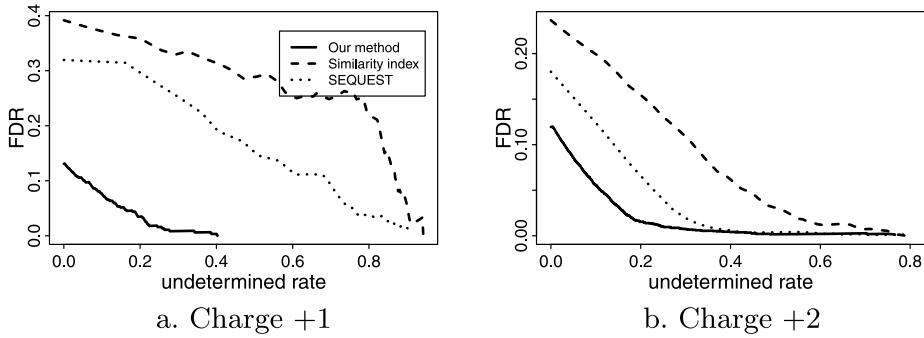 0.4
0.3
0.2
0.1
0.0
FDR
Our method
Similarity index
SEQUEST
0.0 0.2 0.4 0.6 0.8
undetermined rate
a. Charge +1
0.20
0.10
0.00
FDR
0.0 0.2 0.4 0.6 0.8
undetermined rate
b. Charge +2